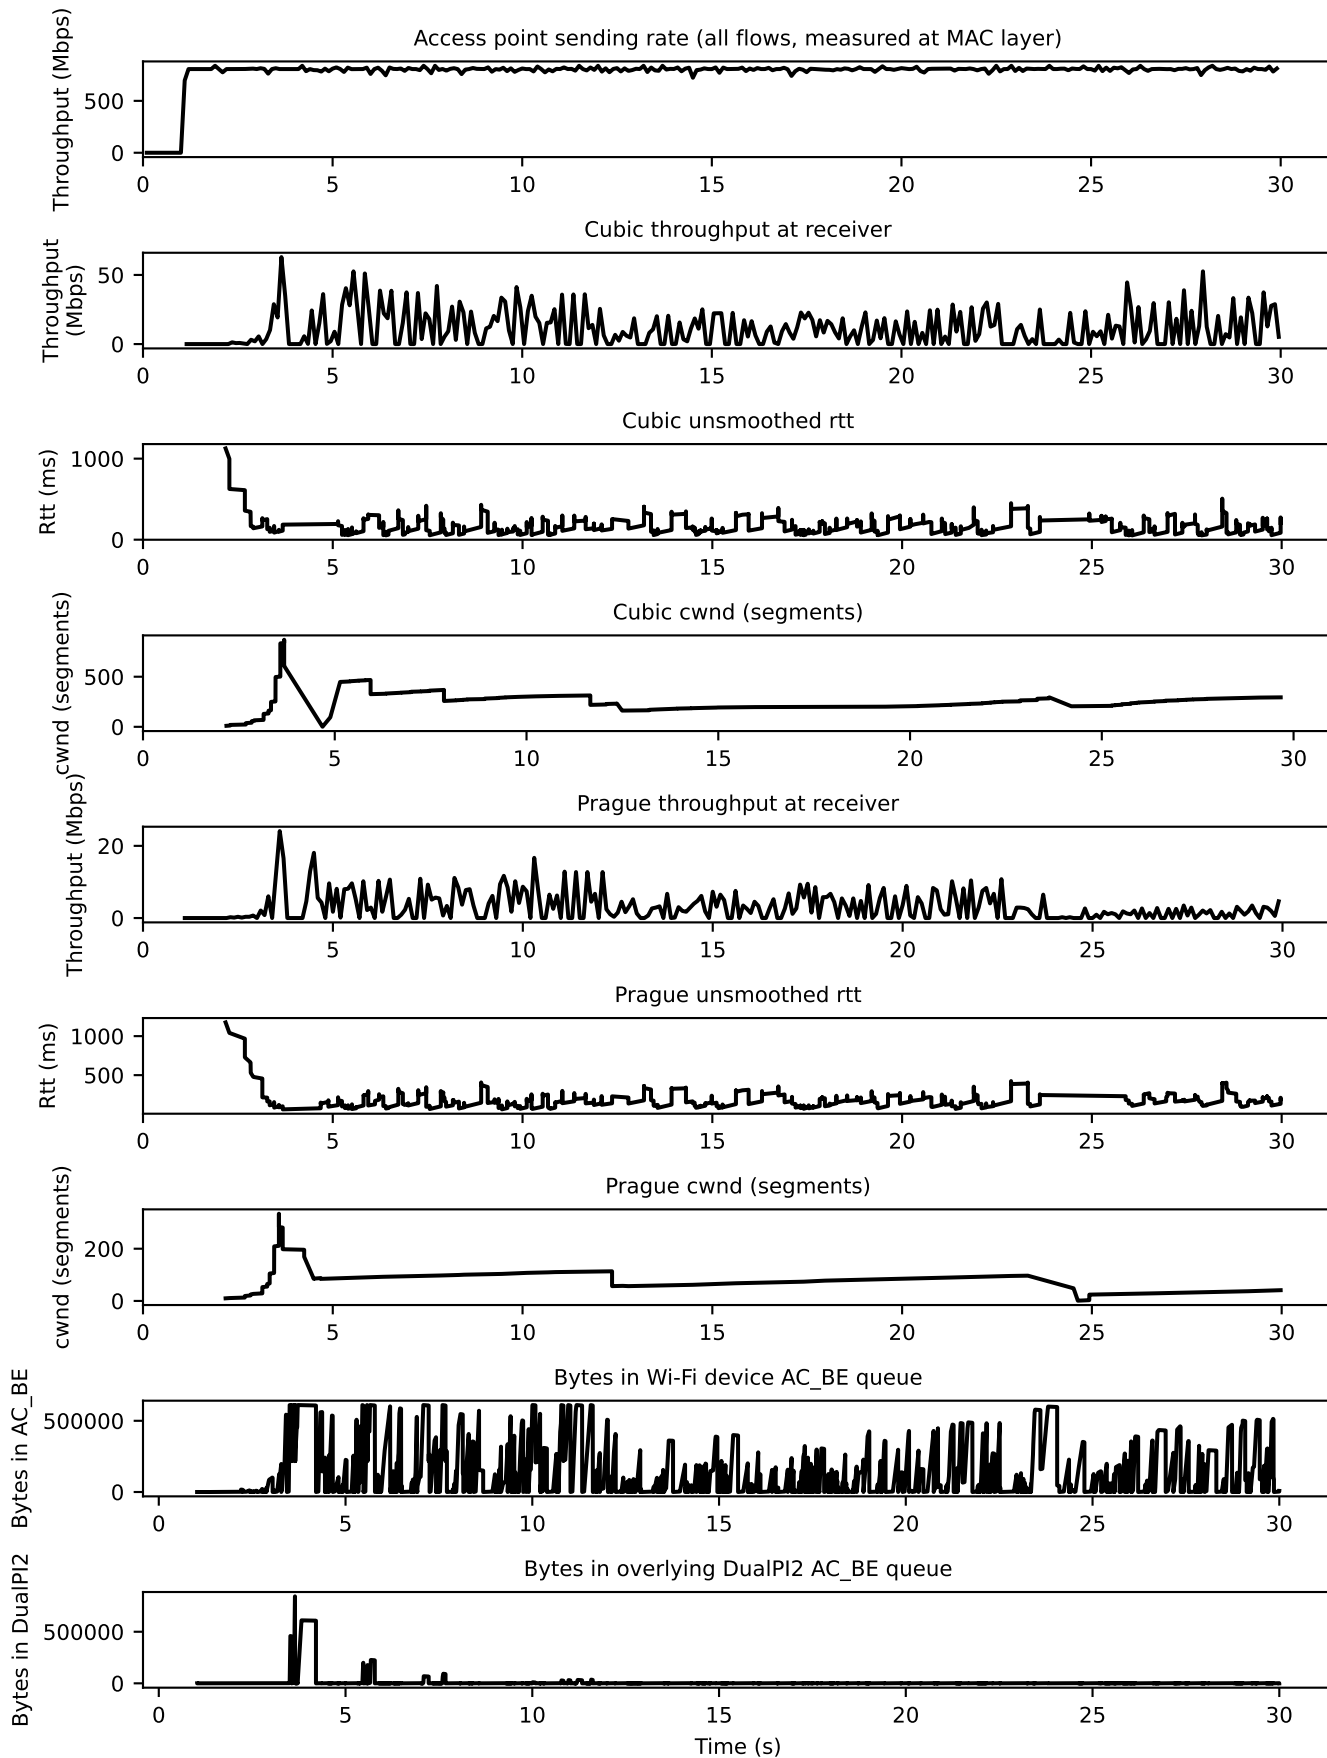 Access point sending rate (all flows, measured at MAC layer)
Throughput (Mbps)
500
0
0 5 10 15 20 25 30
Cubic throughput at receiver
Throughput
(Mbps)
50
0
0 5 10 15 20 25 30
Cubic unsmoothed rtt
Rtt (ms)
1000
0
0 5 10 15 20 25 30
Cubic cwnd (segments)
cwnd (segments)
500
0
0 5 10 15 20 25 30
Prague throughput at receiver
Throughput (Mbps)
20
0
0 5 10 15 20 25 30
Prague unsmoothed rtt
Rtt (ms)
1000
500
0 5 10 15 20 25 30
Prague cwnd (segments)
cwnd (segments)
200
0
0 5 10 15 20 25 30
Bytes in Wi-Fi device AC_BE queue
Bytes in AC_BE
500000
0
0 5 10 15 20 25 30
Bytes in overlying DualPI2 AC_BE queue
Bytes in DualPI2
500000
0
0 5 10 15 20 25 30
Time (s)